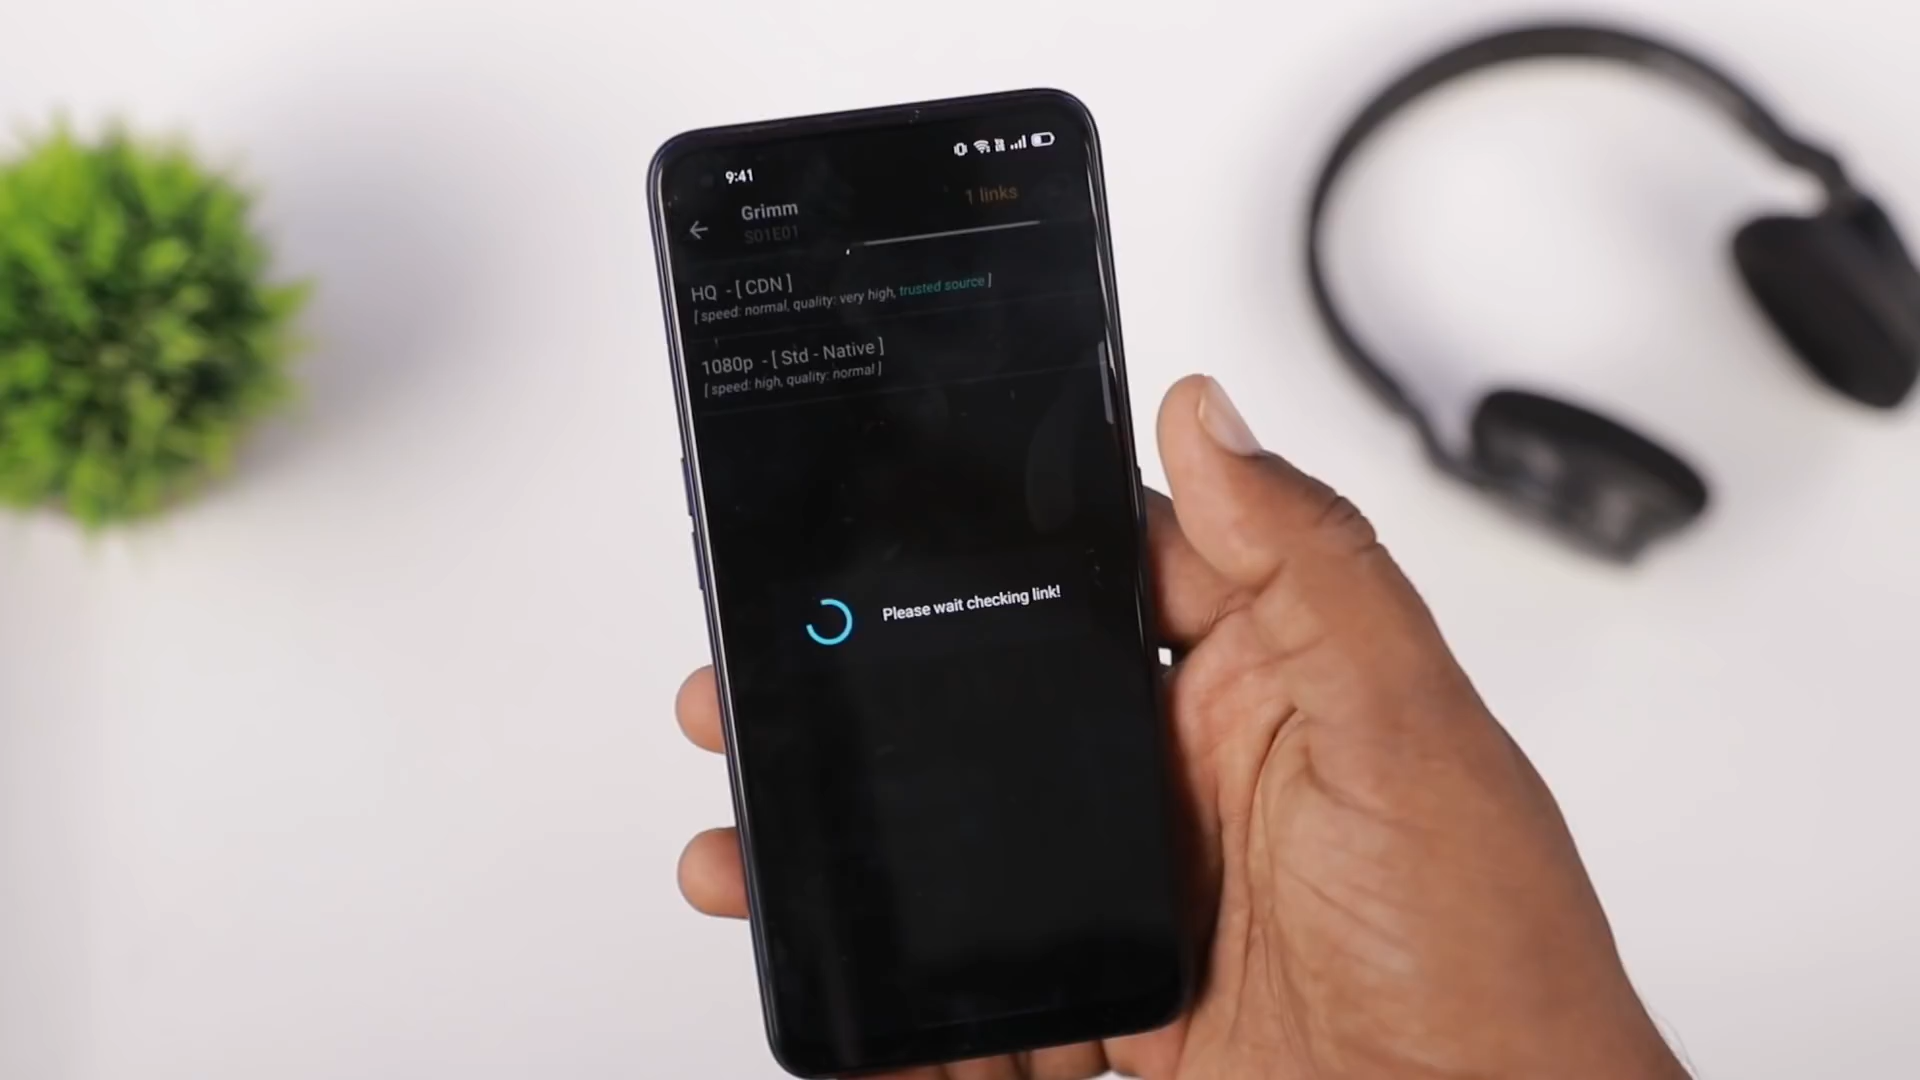 9:41
Grimm
1 links
S01E01
HQ - [ CDN ]
[ speed: normal, quality: very high, trusted source ]
1080p - [ Std - Native ]
[ speed: high, quality: normal ]
Please wait checking link!